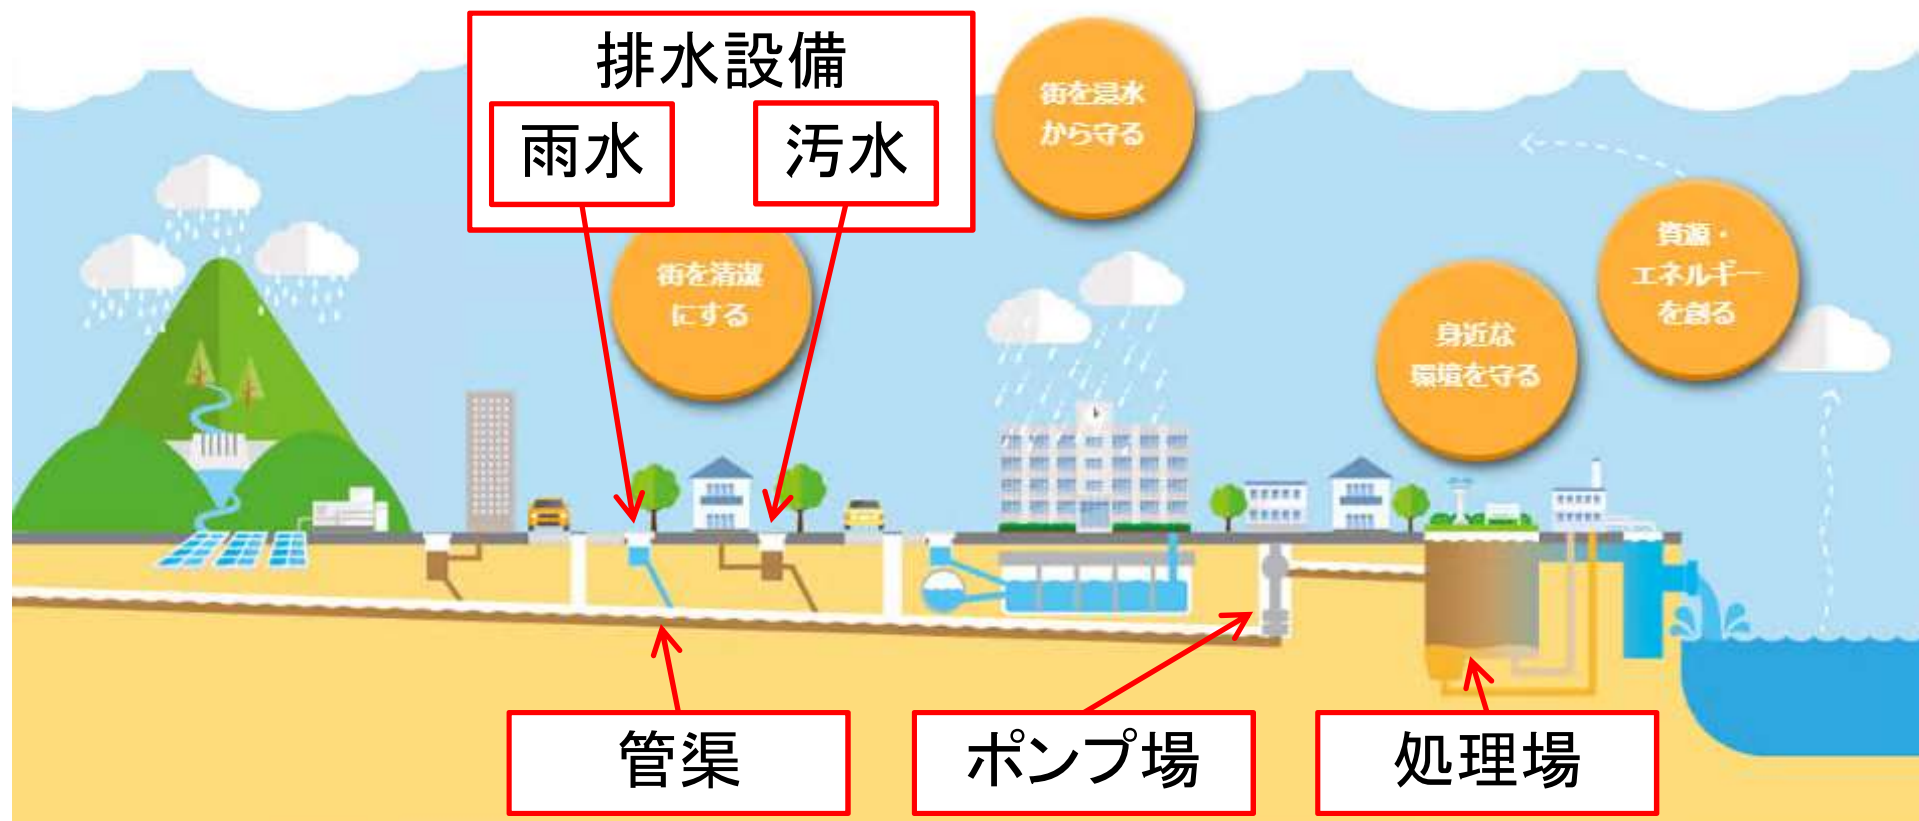 排水設備
雨水
汚水
街を浸水
から守る
街を清潔
にする
資源・
エネルギー
を創る
身近な
環境を守る
管渠
ポンプ場
処理場